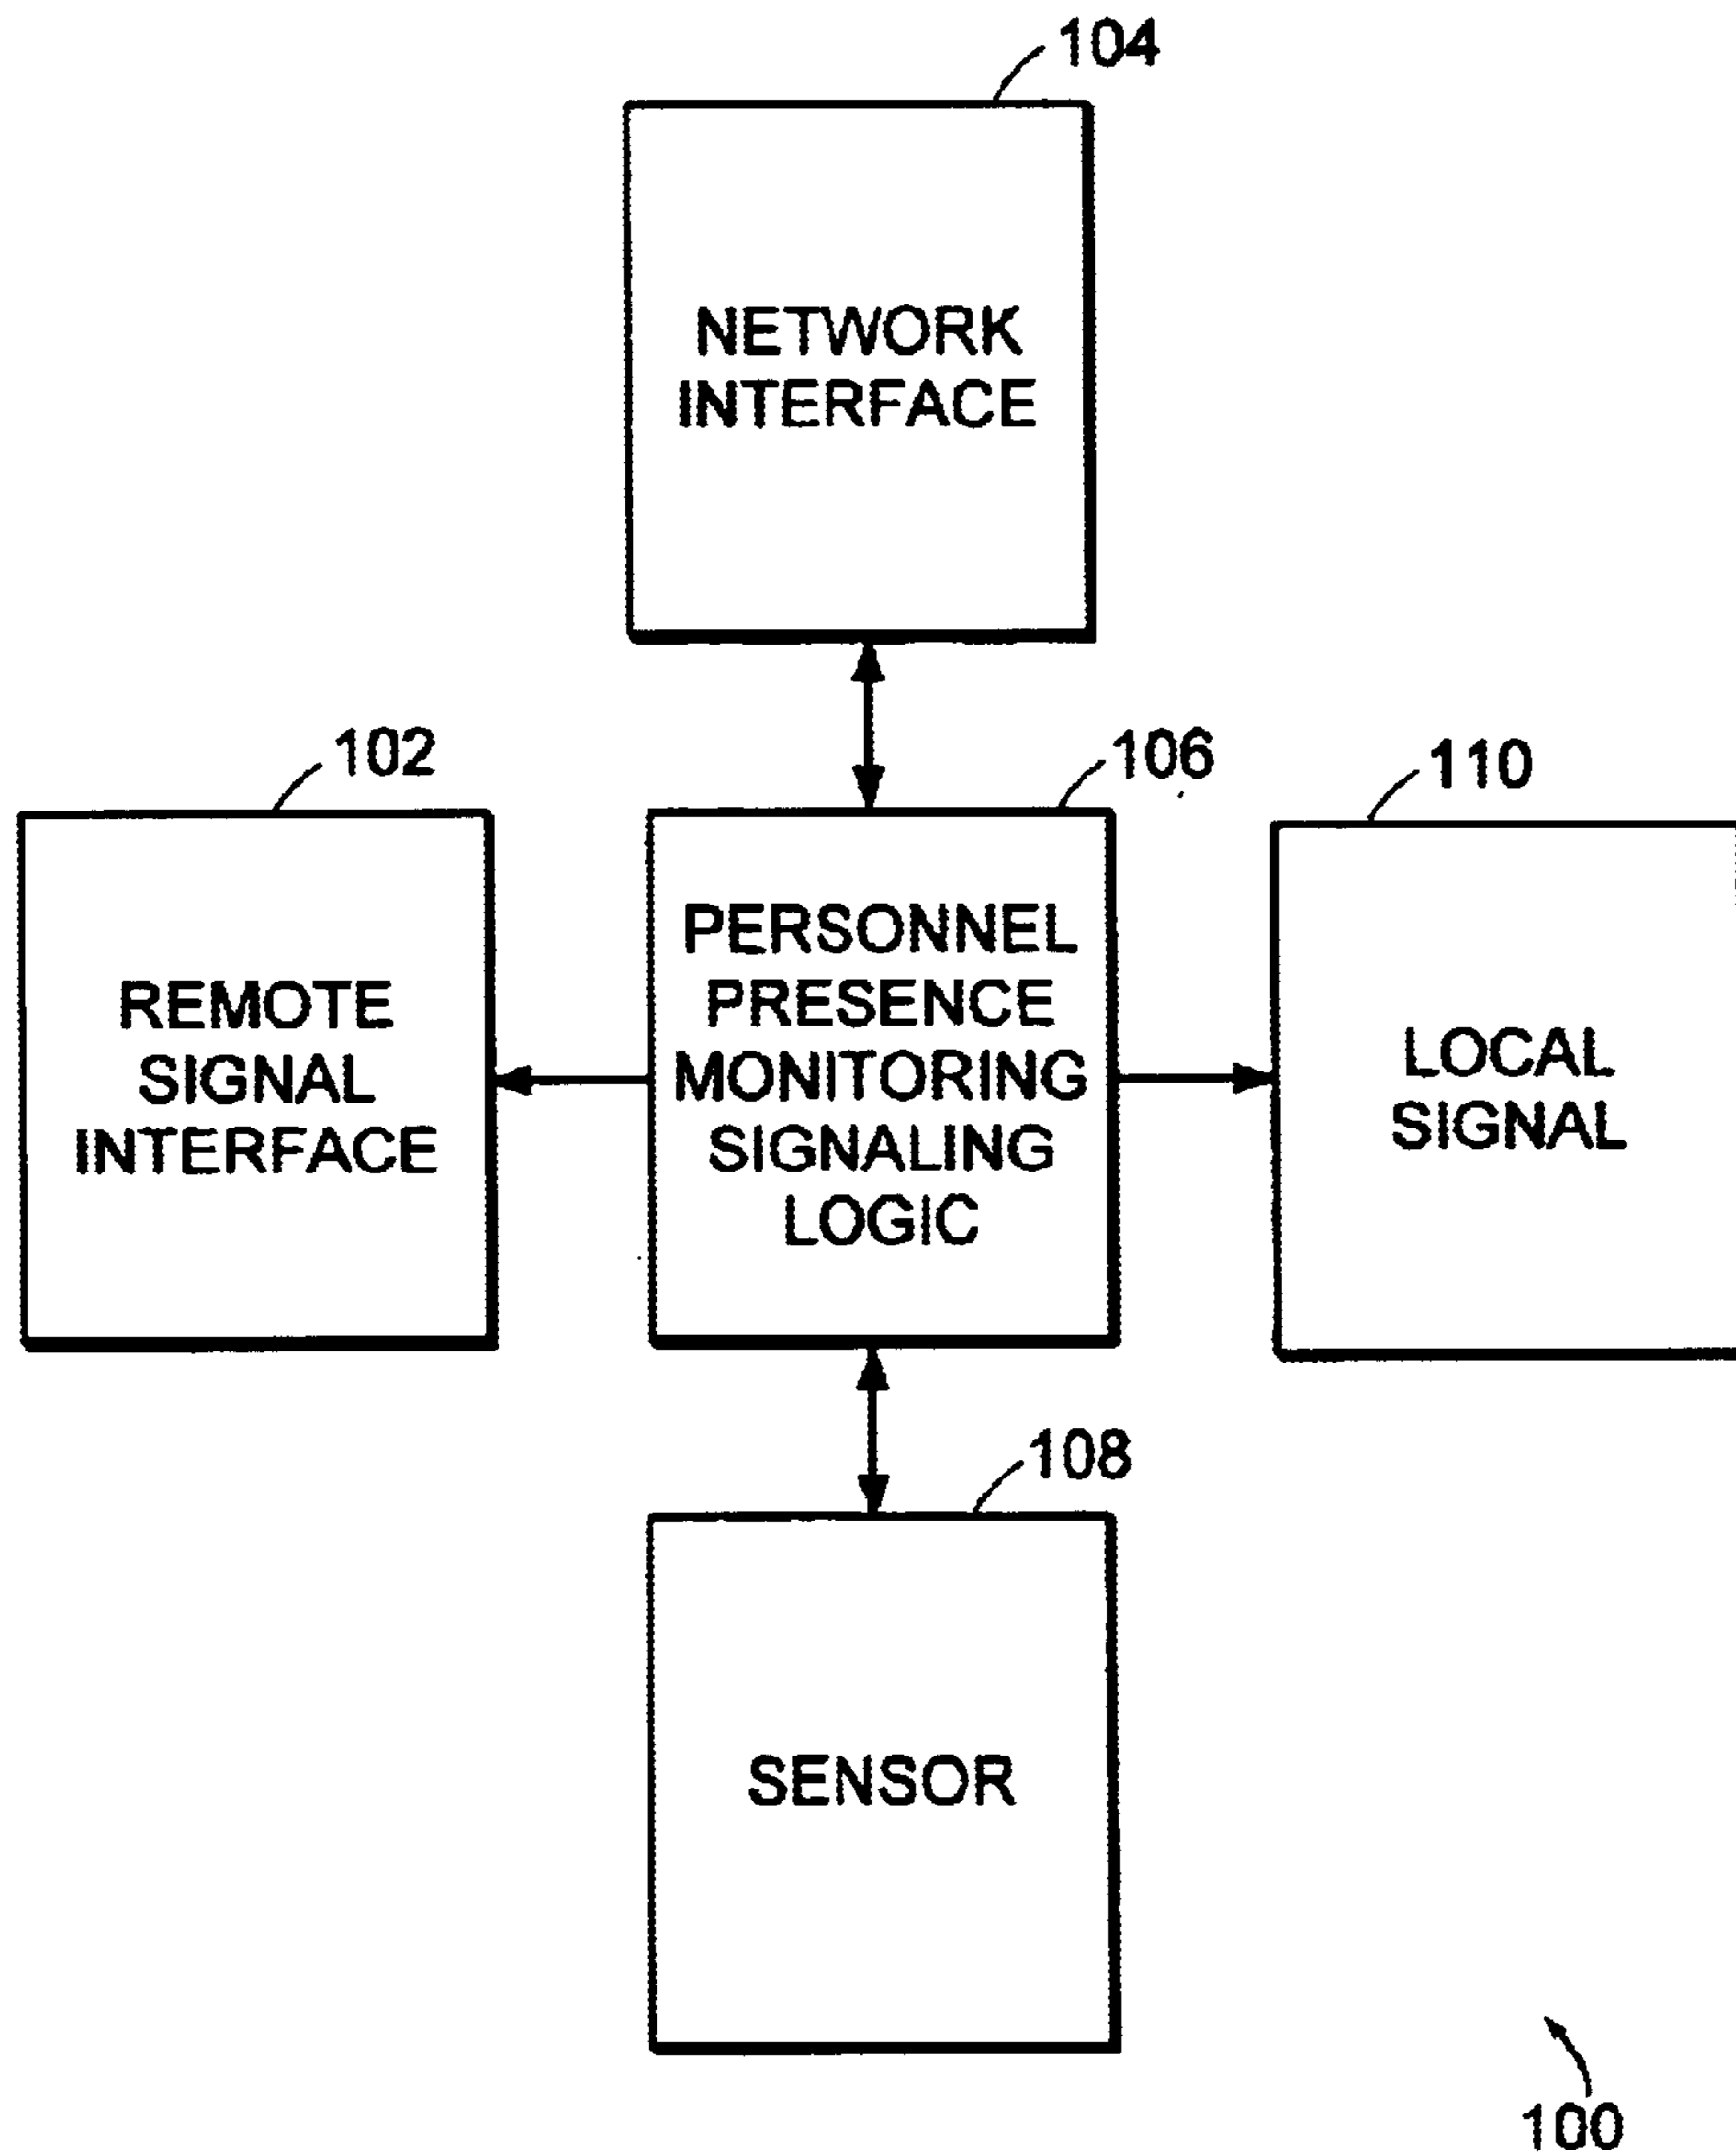 104
NETWORK
INTERFACE
102
106
110
REMOTE
SIGNAL
INTERFACE
PERSONNEL
PRESENCE
MONITORING
SIGNALING
LOGIC
LOCAL
SIGNAL
108
SENSOR
100